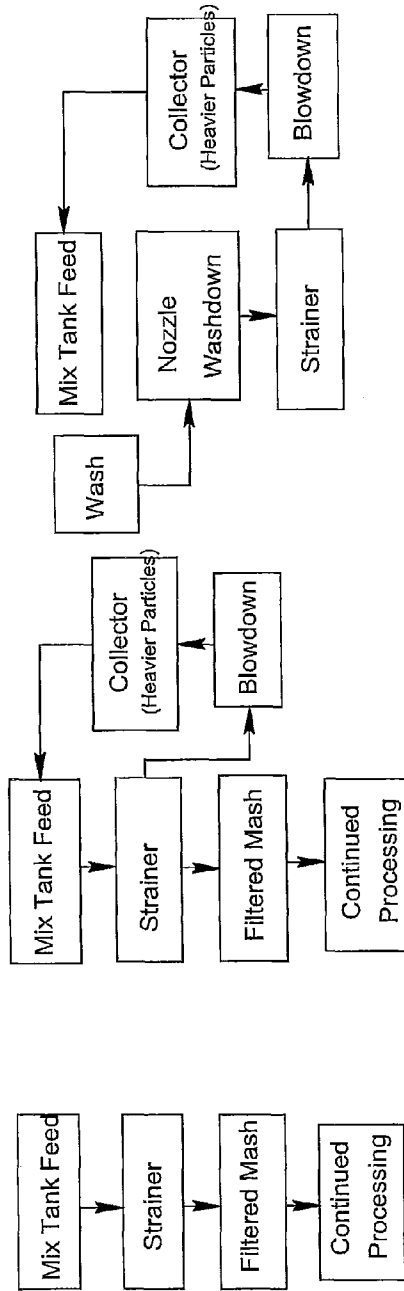 Mix Tank Feed
Strainer
Filtered Mash
Continued
Processing
Mix Tank Feed
Strainer
Filtered Mash
Continued
Processing
Collector
(Heavier Particles)
Blowdown
Wash
Mix Tank Feed
Nozzle
Washdown
Strainer
Collector
(Heavier Particles)
Blowdown